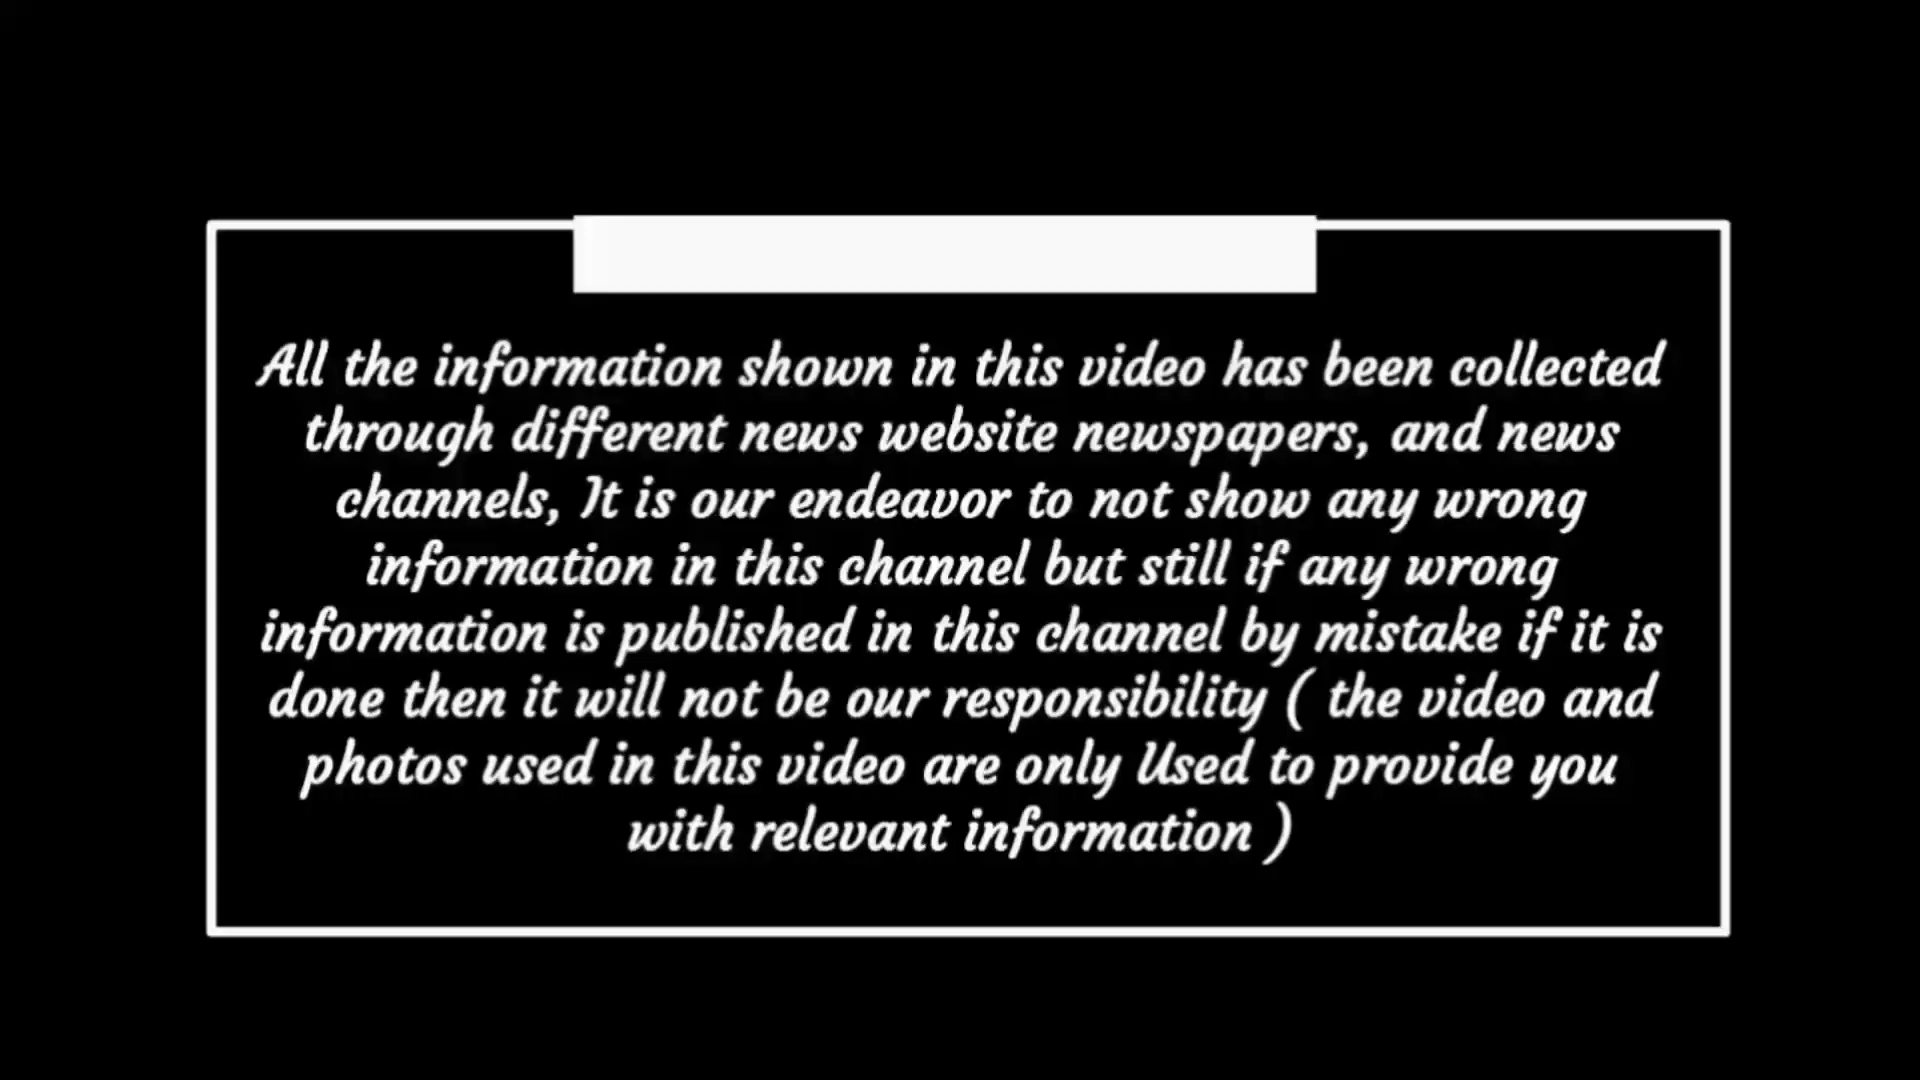 All the information shown in this video has been collected
through different news website newspapers, and news
channels, It is our endeavor to not show any wrong
information in this channel but still if any wrong
information is published in this channel by mistake if it is
done then it will not be our responsibility ( the video and
photos used in this video are only Used to provide you
with relevant information )